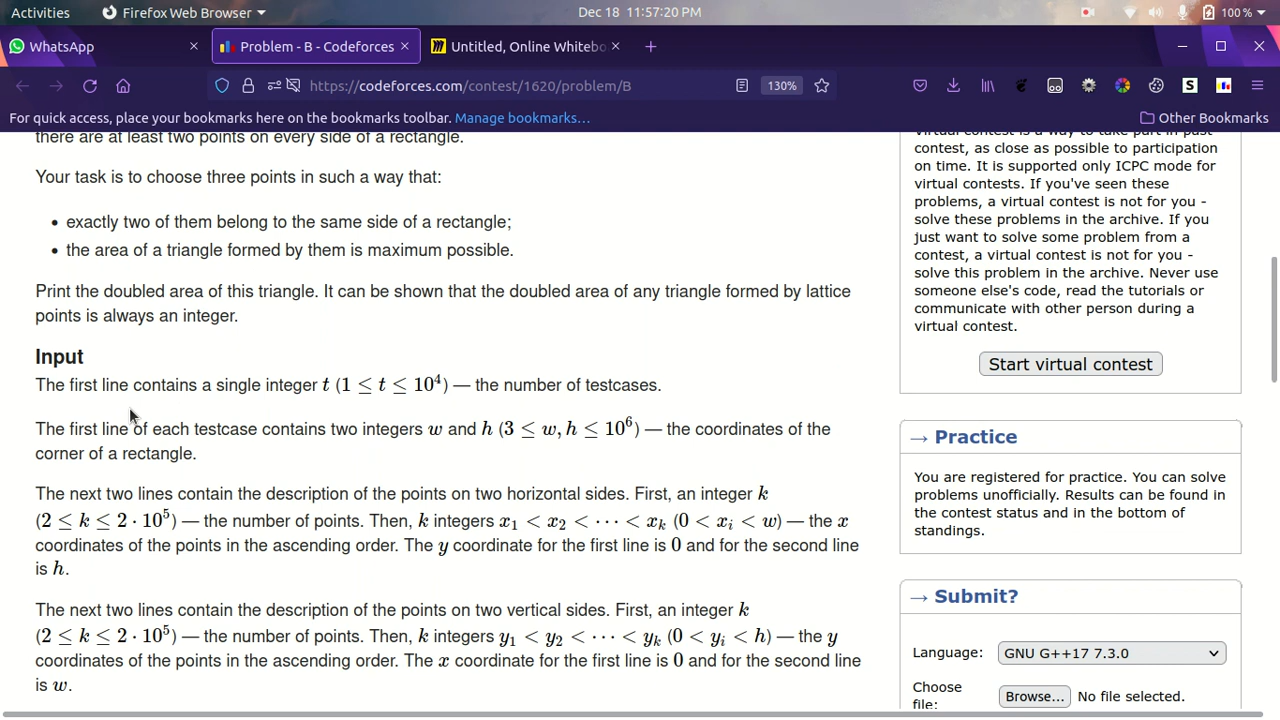 Activities Firefox Web Browser Dec 18 11:57:20 PM 100 %
WhatsApp Problem - B - Codeforces Untitled, Online Whitebo
https://codeforces.com/contest/1620/problem/B 130%
For quick access, place your bookmarks here on the bookmarks toolbar. Manage bookmarks… Other Bookmarks
there are at least two points on every side of a rectangle.
Your task is to choose three points in such a way that:
• exactly two of them belong to the same side of a rectangle;
• the area of a triangle formed by them is maximum possible.
Print the doubled area of this triangle. It can be shown that the doubled area of any triangle formed by lattice
points is always an integer.
Input
The first line contains a single integer t (1 ≤ t ≤ 10^4) — the number of testcases.
The first line of each testcase contains two integers w and h (3 ≤ w, h ≤ 10^6) — the coordinates of the
corner of a rectangle.
The next two lines contain the description of the points on two horizontal sides. First, an integer k
(2 ≤ k ≤ 2 · 10^5) — the number of points. Then, k integers x_1 < x_2 < ⋯ < x_k (0 < x_i < w) — the x
coordinates of the points in the ascending order. The y coordinate for the first line is 0 and for the second line
is h.
The next two lines contain the description of the points on two vertical sides. First, an integer k
(2 ≤ k ≤ 2 · 10^5) — the number of points. Then, k integers y_1 < y_2 < ⋯ < y_k (0 < y_i < h) — the y
coordinates of the points in the ascending order. The x coordinate for the first line is 0 and for the second line
is w.
Virtual contest is a way to take part in past
contest, as close as possible to participation
on time. It is supported only ICPC mode for
virtual contests. If you've seen these
problems, a virtual contest is not for you -
solve these problems in the archive. If you
just want to solve some problem from a
contest, a virtual contest is not for you -
solve this problem in the archive. Never use
someone else's code, read the tutorials or
communicate with other person during a
virtual contest.
Start virtual contest
→ Practice
You are registered for practice. You can solve
problems unofficially. Results can be found in
the contest status and in the bottom of
standings.
→ Submit?
Language: GNU G++17 7.3.0
Choose
file: Browse... No file selected.